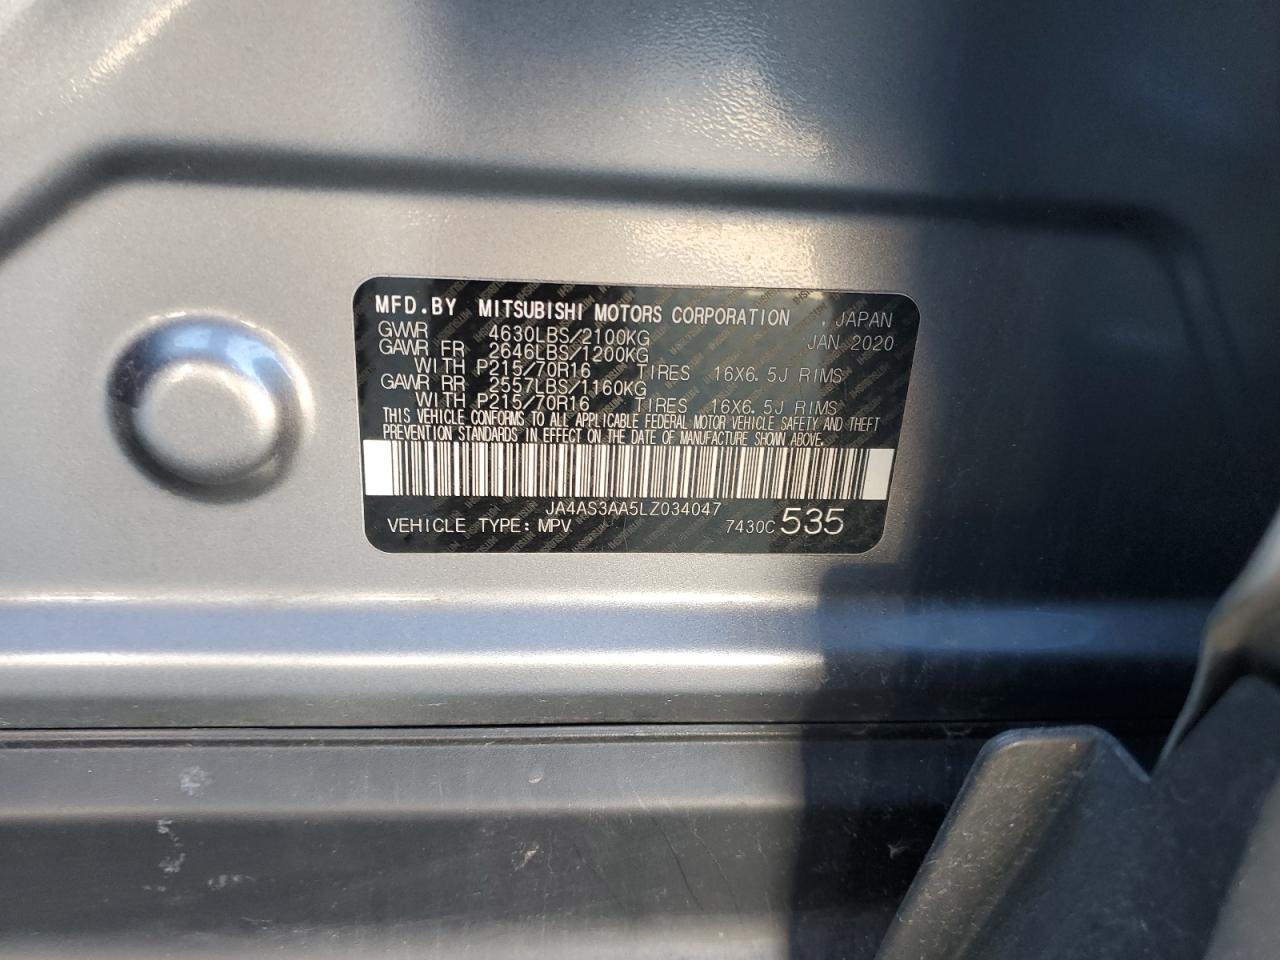 MFD.BY MITSUBISHI MOTORS CORPORATION , JAPAN
GVWR 4630LBS/2100KG JAN 2020
GAWR FR 2646LBS/1200KG
WITH P215/70R16 TIRES 16X6.5J RIMS
GAWR RR 2557LBS/1160KG
WITH P215/70R16 TIRES 16X6.5J RIMS
THIS VEHICLE CONFORMS TO ALL APPLICABLE FEDERAL MOTOR VEHICLE SAFETY AND THEFT
PREVENTION STANDARDS IN EFFECT ON THE DATE OF MANUFACTURE SHOWN ABOVE.
JA4AS3AA5LZ034047
VEHICLE TYPE: MPV 7430C 535